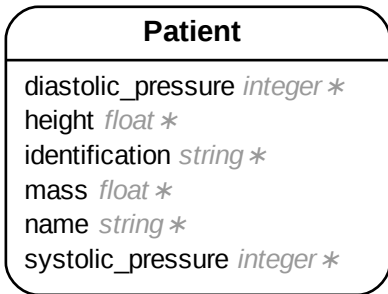 Patient
diastolic_pressure integer ∗
height float ∗
identification string ∗
mass float ∗
name string ∗
systolic_pressure integer ∗